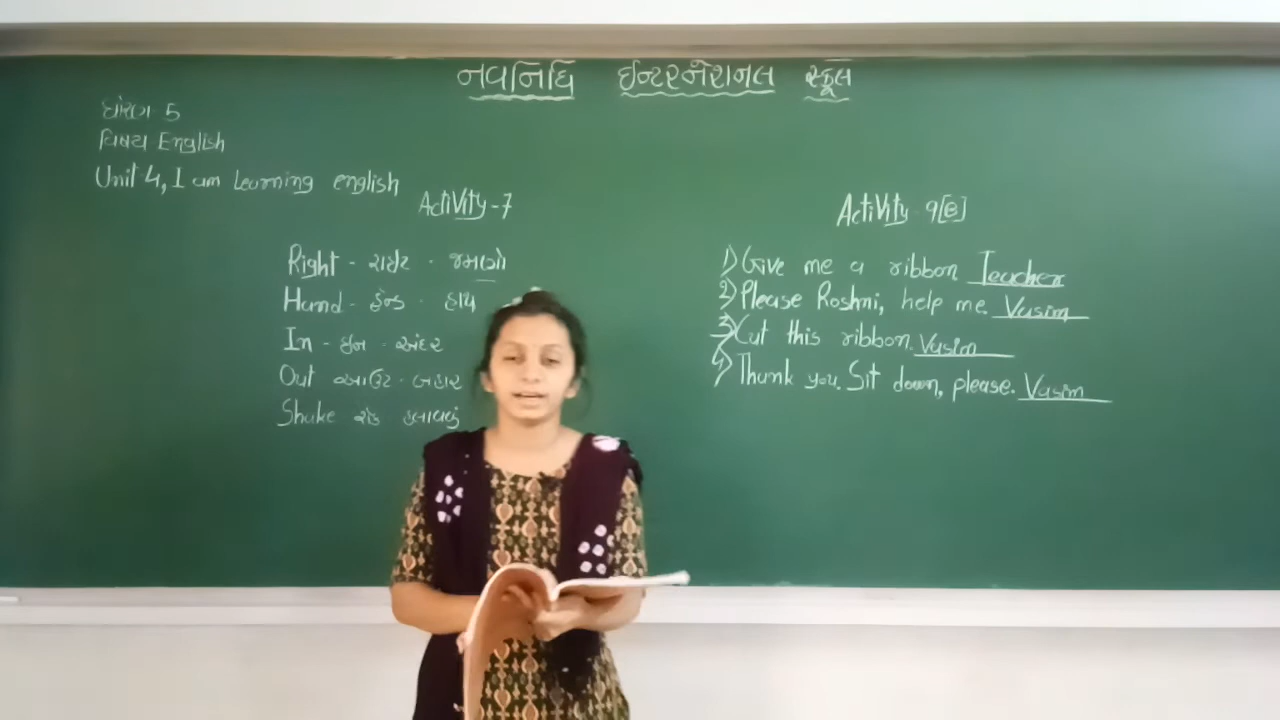 નવનિધિ ઈન્ટરનેશનલ સ્કૂલ
ધોરણ 5
વિષય English
Unit 4, I am Learning english
Activity-7
Right - રાઈટ - જમણો
Hand - હેન્ડ - હાથ
In - ઇન - અંદર
Out આઉટ - બહાર
Shake શેક હલાવવું
Activity 9[e]
1) Give me a ribbon Teacher
2) Please Roshni, help me. Vasim
3) Cut this ribbon. Vasim
4) Thank you. Sit down, please. Vasim